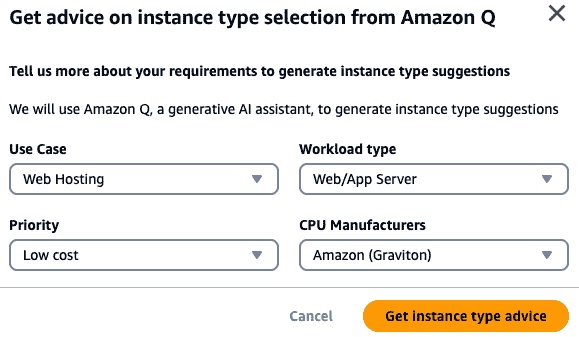 Get advice on instance type selection from Amazon Q
Tell us more about your requirements to generate instance type suggestions
We will use Amazon Q, a generative AI assistant, to generate instance type suggestions
Use Case
Workload type
Web Hosting
Web/App Server
Priority
CPU Manufacturers
Low cost
Amazon (Graviton)
Cancel
Get instance type advice